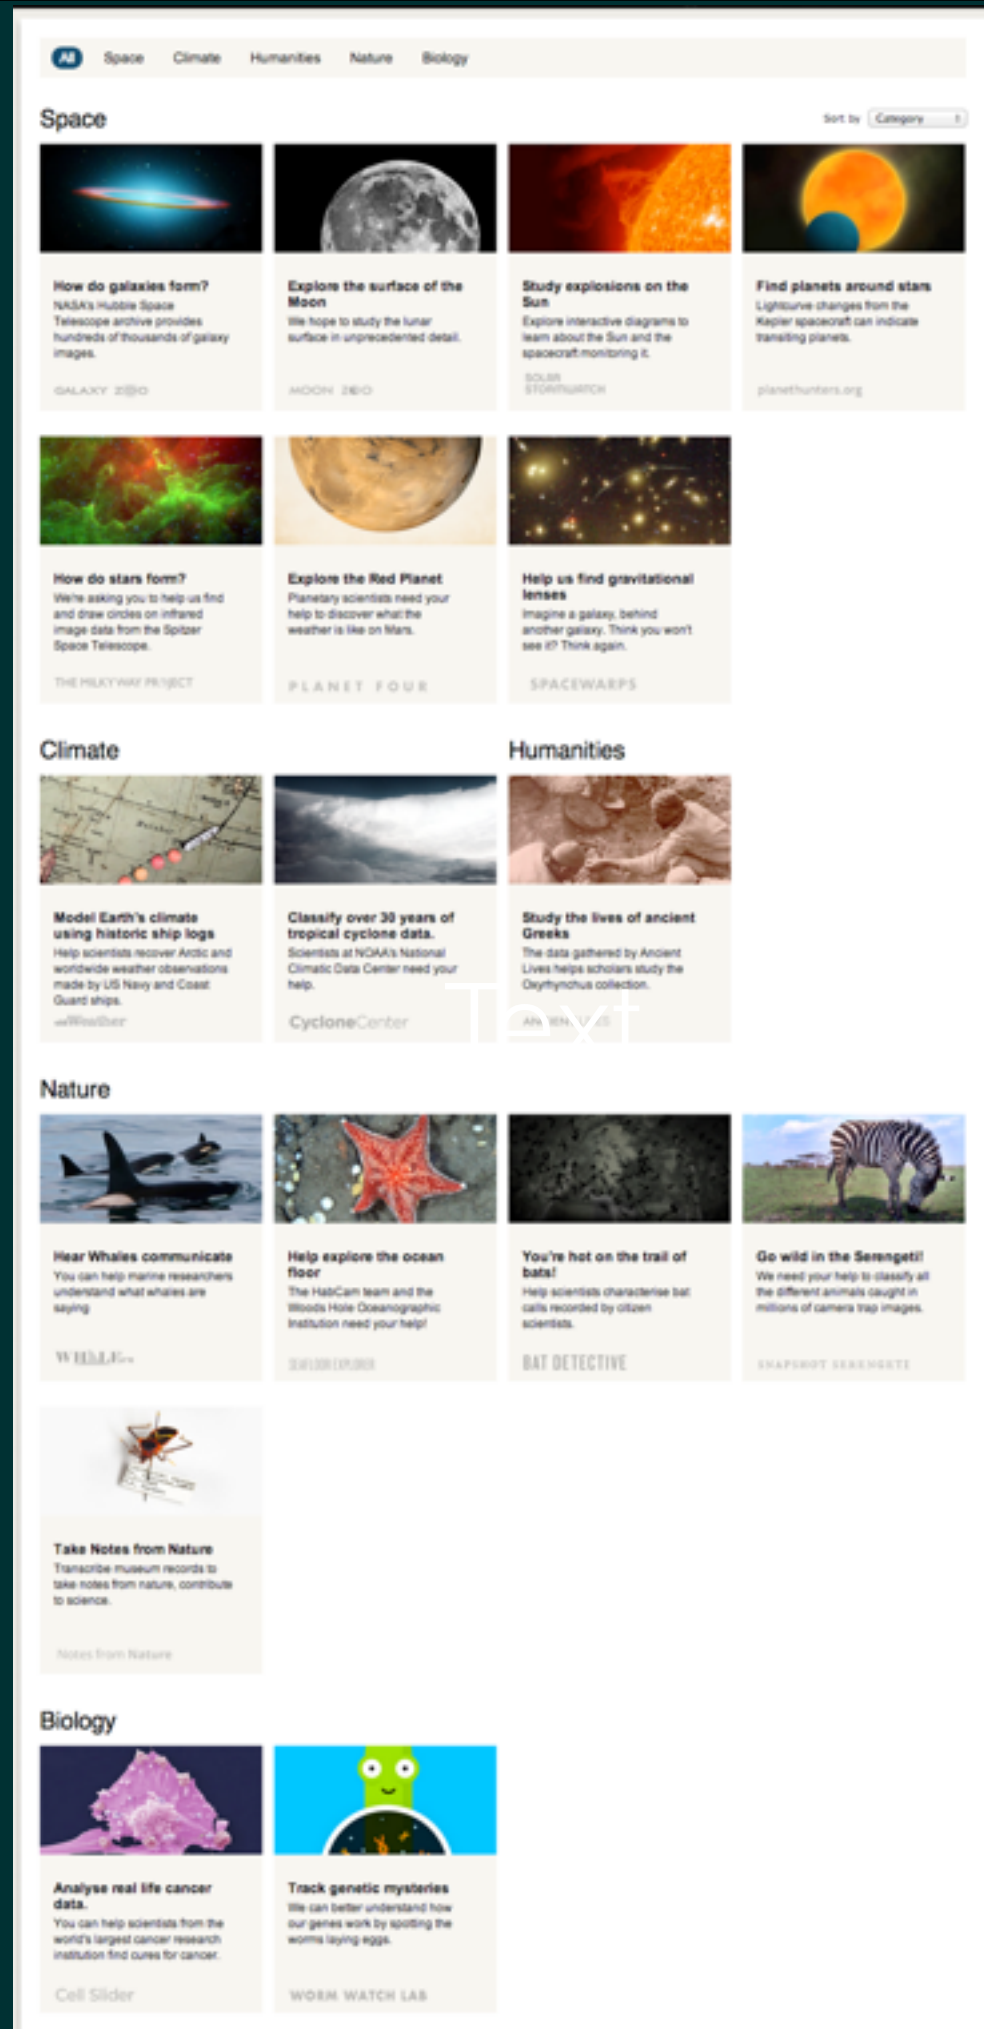 All Space Climate Humanities Nature Biology
Space
Sort by Category
How do galaxies form?
NASA's Hubble Space
Telescope archive provides
hundreds of thousands of galaxy
images.
GALAXY ZOO
Explore the surface of the
Moon
We hope to study the lunar
surface in unprecedented detail.
MOON ZOO
Study explosions on the
Sun
Explore interactive diagrams to
learn about the Sun and the
spacecraft monitoring it.
SOLAR
STORMWATCH
Find planets around stars
Lightcurve changes from the
Kepler spacecraft can indicate
transiting planets.
planethunters.org
How do stars form?
We're asking you to help us find
and draw circles on infrared
image data from the Spitzer
Space Telescope.
THE MILKY WAY PROJECT
Explore the Red Planet
Planetary scientists need your
help to discover what the
weather is like on Mars.
PLANET FOUR
Help us find gravitational
lenses
Imagine a galaxy, behind
another galaxy. Think you won't
see it? Think again.
SPACEWARPS
Climate
Model Earth's climate
using historic ship logs
Help scientists recover Arctic and
worldwide weather observations
made by US Navy and Coast
Guard ships.
Weather
Classify over 30 years of
tropical cyclone data.
Scientists at NOAA's National
Climatic Data Center need your
help.
CycloneCenter
Humanities
Study the lives of ancient
Greeks
The data gathered by Ancient
Lives helps scholars study the
Oxyrhynchus collection.
ANCIENT LIVES
Text
Nature
Hear Whales communicate
You can help marine researchers
understand what whales are
saying
WHALE
Help explore the ocean
floor
The HabCam team and the
Woods Hole Oceanographic
Institution need your help!
SEAFLOOR EXPLORER
You're hot on the trail of
bats!
Help scientists characterise bat
calls recorded by citizen
scientists.
BAT DETECTIVE
Go wild in the Serengeti!
We need your help to classify all
the different animals caught in
millions of camera trap images.
SNAPSHOT SERENGETI
Take Notes from Nature
Transcribe museum records to
take notes from nature, contribute
to science.
Notes from Nature
Biology
Analyse real life cancer
data.
You can help scientists from the
world's largest cancer research
institution find cures for cancer.
Cell Slider
Track genetic mysteries
We can better understand how
our genes work by spotting the
worms laying eggs.
WORM WATCH LAB